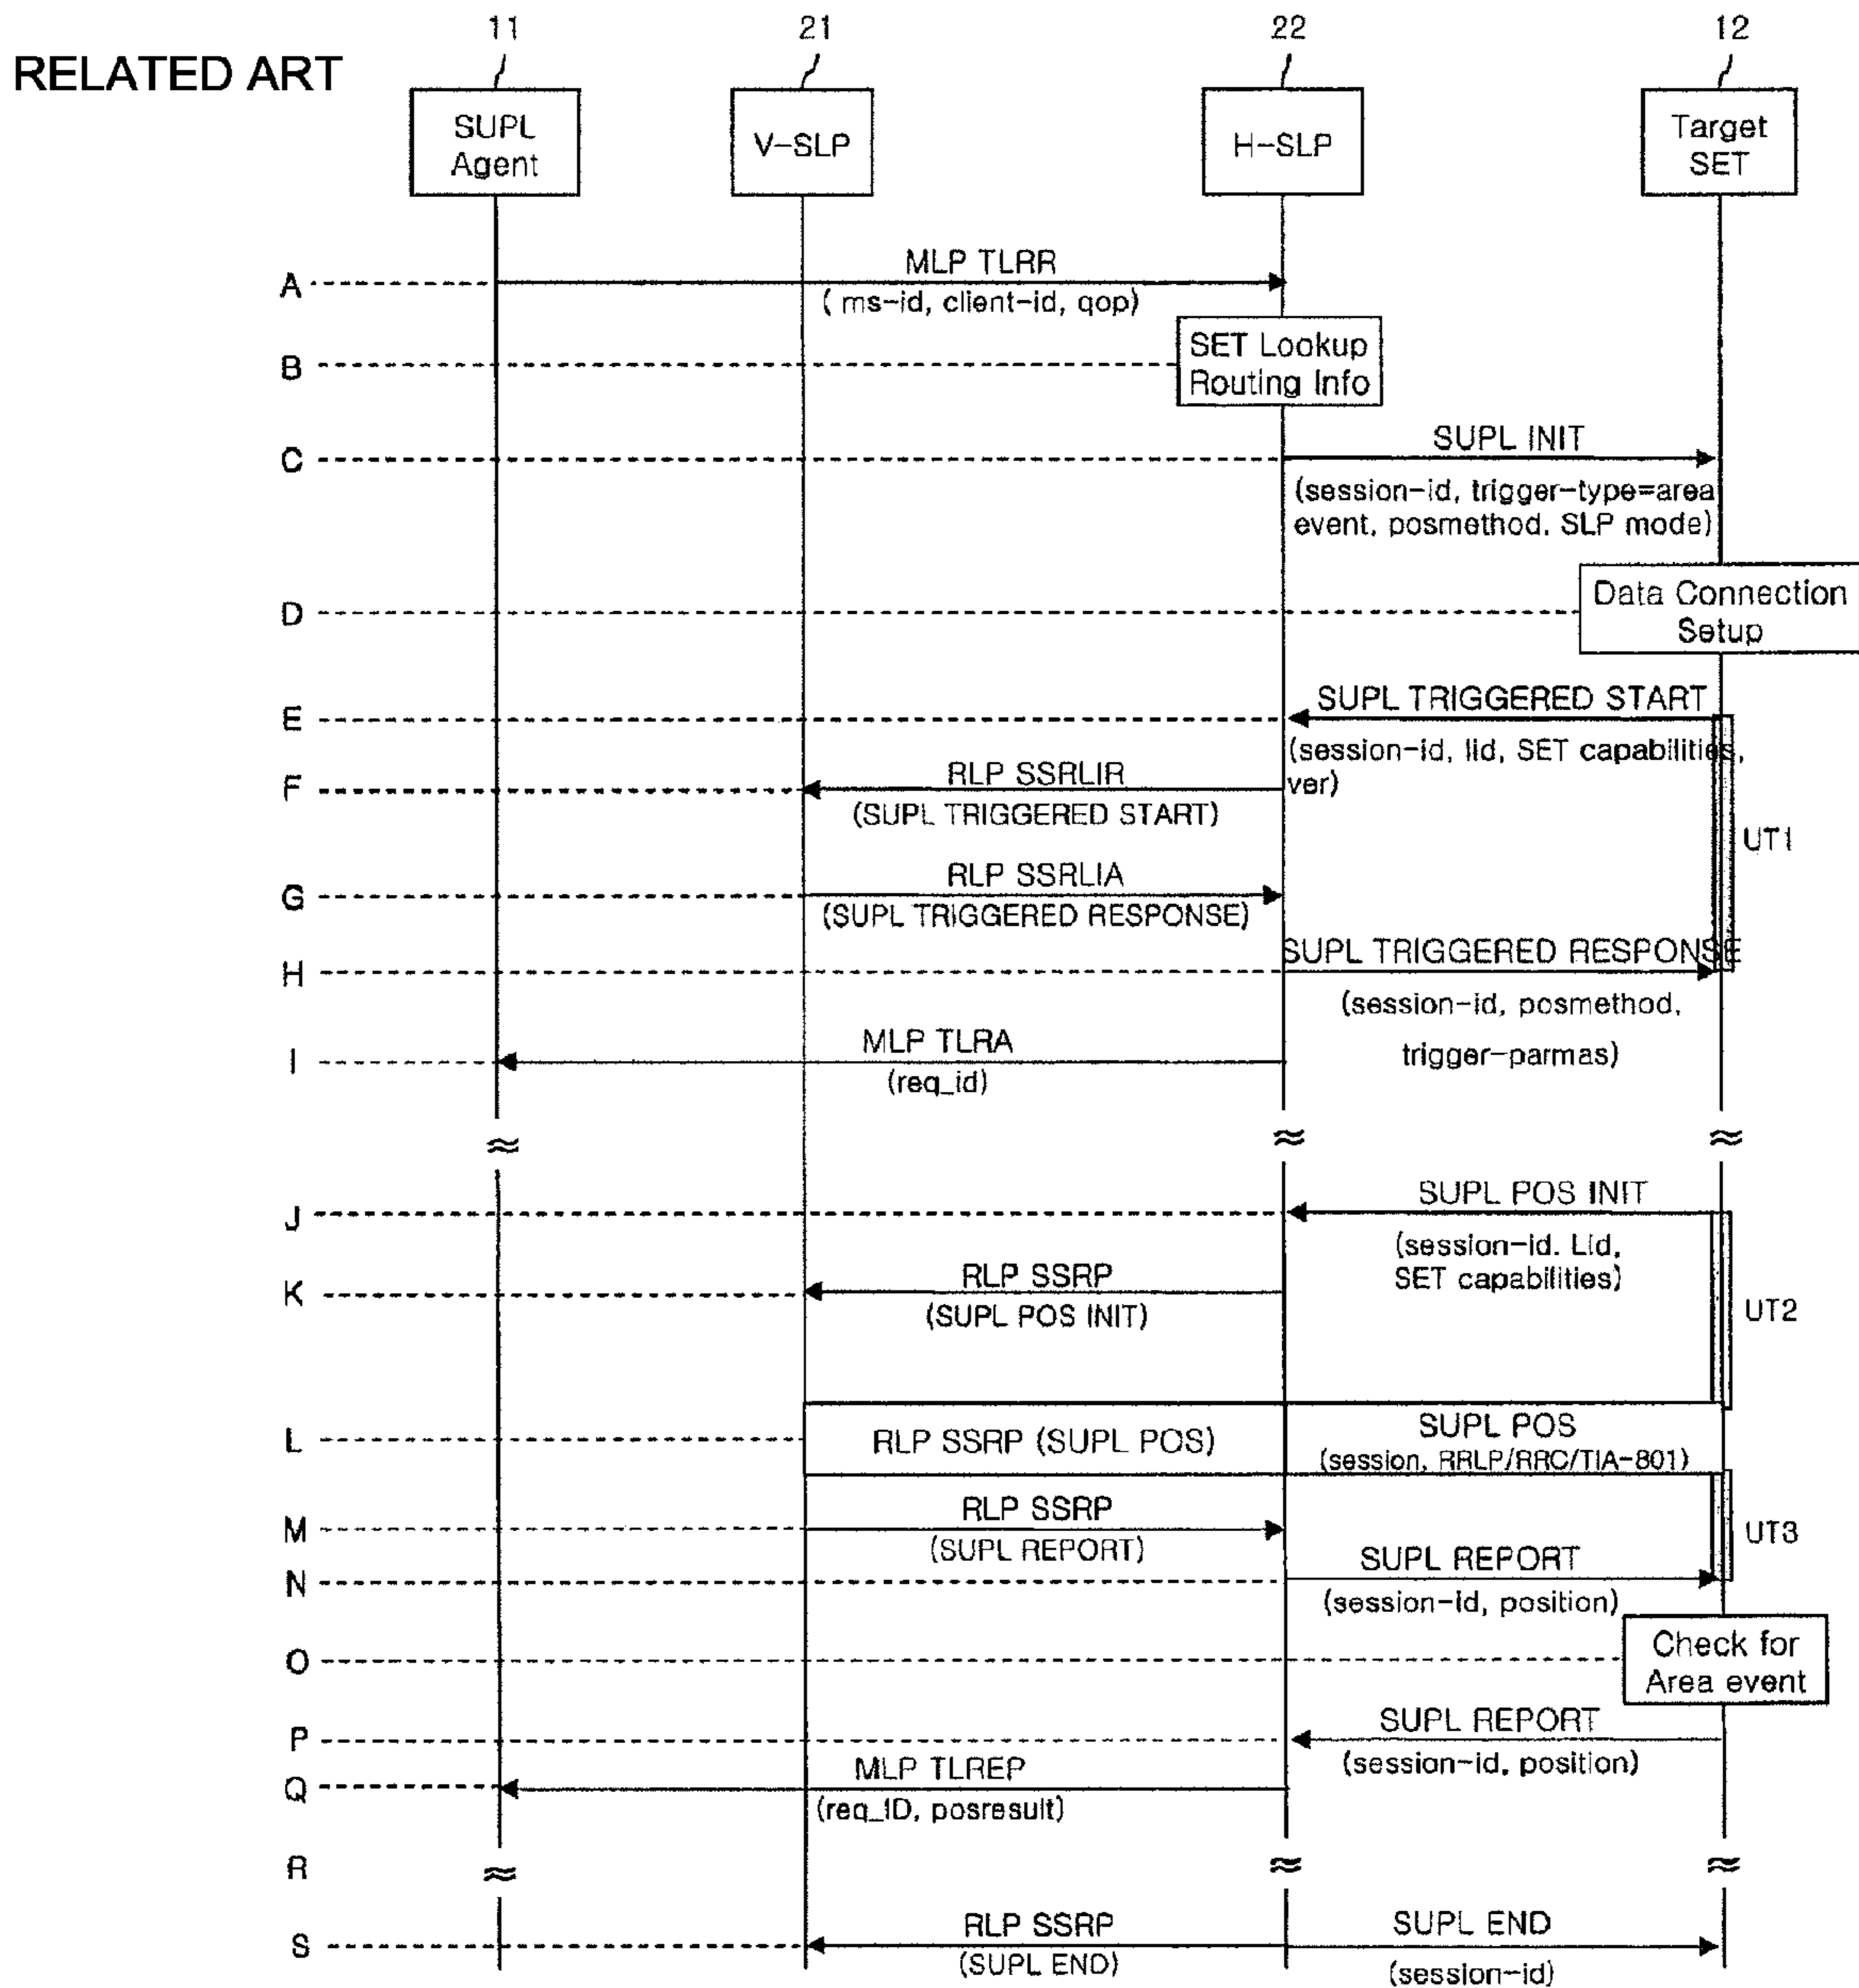 11
21
22
12
RELATED ART
SUPL
Agent
V-SLP
H-SLP
Target
SET
A
MLP TLRR
( ms-id, client-id, qop)
B
SET Lookup
Routing Info
C
SUPL INIT
(session-id, trigger-type=area
event, posmethod. SLP mode)
D
Data Connection
Setup
E
SUPL TRIGGERED START
(session-id, lid, SET capabilities,
ver)
F
RLP SSRLIR
(SUPL TRIGGERED START)
UT1
G
RLP SSRLIA
(SUPL TRIGGERED RESPONSE)
H
SUPL TRIGGERED RESPONSE
(session-id, posmethod,
trigger-parmas)
I
MLP TLRA
(req_id)
≈
≈
≈
J
SUPL POS INIT
(session-id. Lid,
SET capabilities)
K
RLP SSRP
(SUPL POS INIT)
UT2
L
RLP SSRP (SUPL POS)
SUPL POS
(session, RRLP/RRC/TIA-801)
M
RLP SSRP
(SUPL REPORT)
UT3
N
SUPL REPORT
(session-id, position)
O
Check for
Area event
P
SUPL REPORT
(session-id, position)
Q
MLP TLREP
(req_ID, posresult)
R
≈
≈
≈
S
RLP SSRP
(SUPL END)
SUPL END
(session-id)